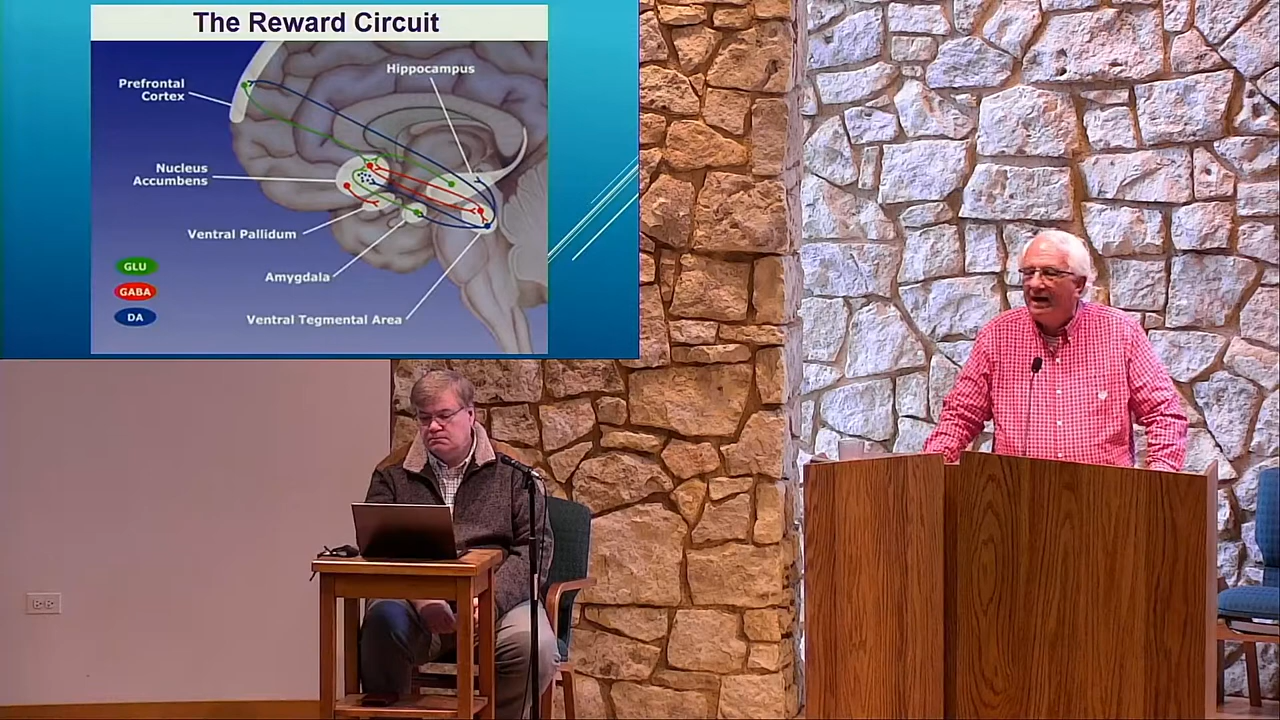 The Reward Circuit
Hippocampus
Prefrontal
Cortex
Nucleus
Accumbens
Ventral Pallidum
Amygdala
Ventral Tegmental Area
GLU
GABA
DA